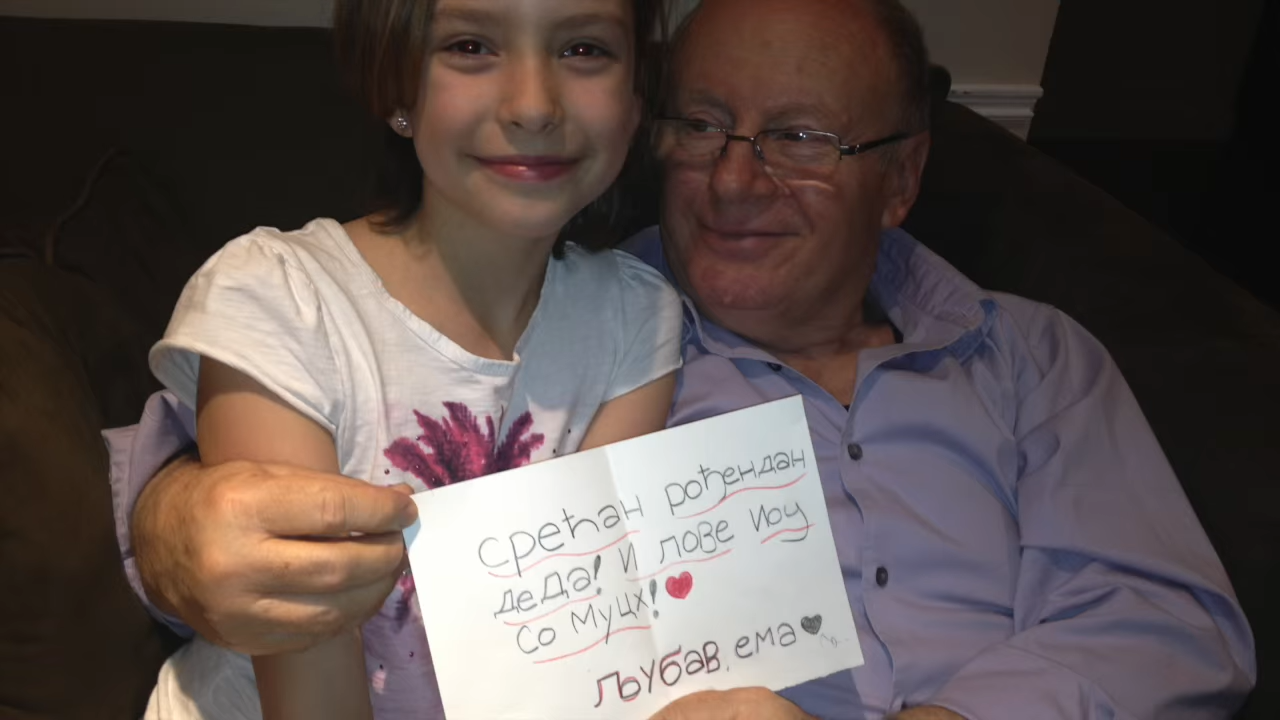 срећан рођендан
деда! И лове иоу
со муцх! ❤
љубав, ема ♥